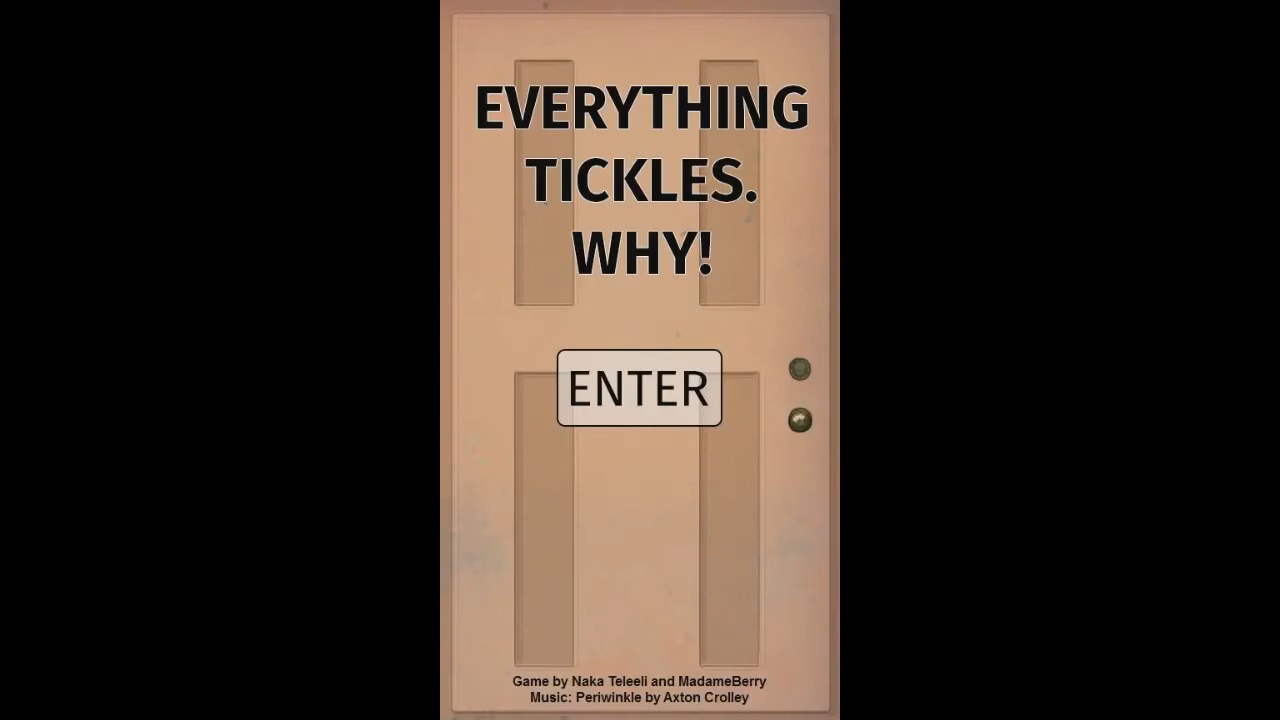 EVERYTHING
TICKLES.
WHY!
ENTER
Game by Naka Teleeli and MadameBerry
Music: Periwinkle by Axton Crolley